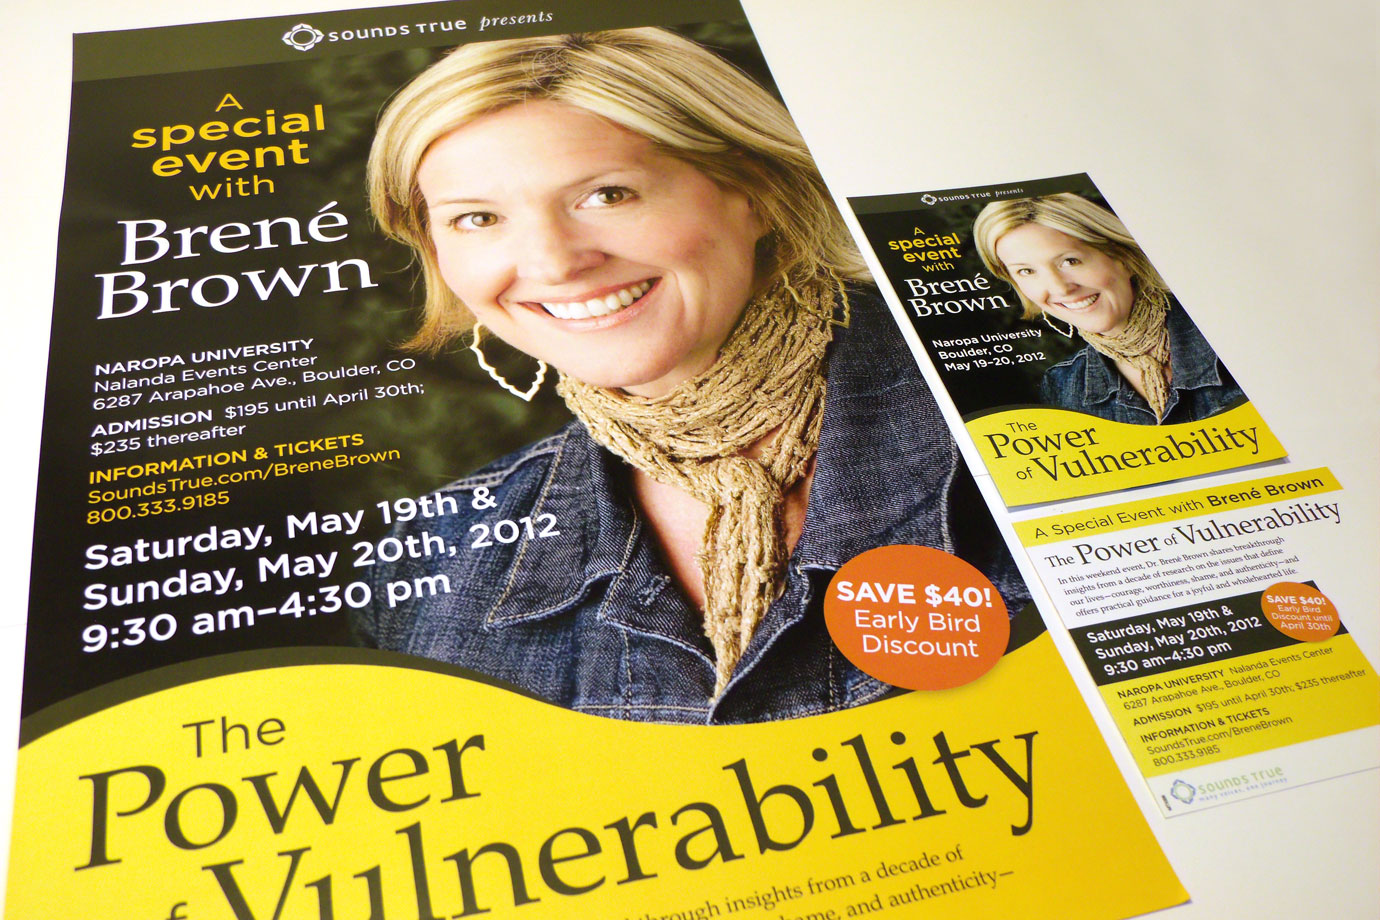 SOUNDS TRUE presents
A
special
event
with
Brené
Brown
NAROPA UNIVERSITY
Nalanda Events Center
6287 Arapahoe Ave., Boulder, CO
ADMISSION $195 until April 30th;
$235 thereafter
INFORMATION & TICKETS
SoundsTrue.com/BreneBrown
800.333.9185
Saturday, May 19th &
Sunday, May 20th, 2012
9:30 am–4:30 pm
SAVE $40!
Early Bird
Discount
The
Power
of Vulnerability
through insights from a decade of
and authenticity—
SOUNDS TRUE presents
A
special
event
with
Brené
Brown
Naropa University
Boulder, CO
May 19–20, 2012
The
Power
of Vulnerability
A Special Event with Brené Brown
The Power of Vulnerability
In this weekend event, Dr. Brené Brown shares breakthrough
insights from a decade of research on the issues that define
our lives—courage, worthiness, shame, and authenticity—and
offers practical guidance for a joyful and wholehearted life.
Saturday, May 19th &
Sunday, May 20th, 2012
9:30 am–4:30 pm
SAVE $40!
Early Bird
Discount until
April 30th
NAROPA UNIVERSITY Nalanda Events Center
6287 Arapahoe Ave., Boulder, CO
ADMISSION $195 until April 30th; $235 thereafter
INFORMATION & TICKETS
SoundsTrue.com/BreneBrown
800.333.9185
SOUNDS TRUE
many voices, one journey